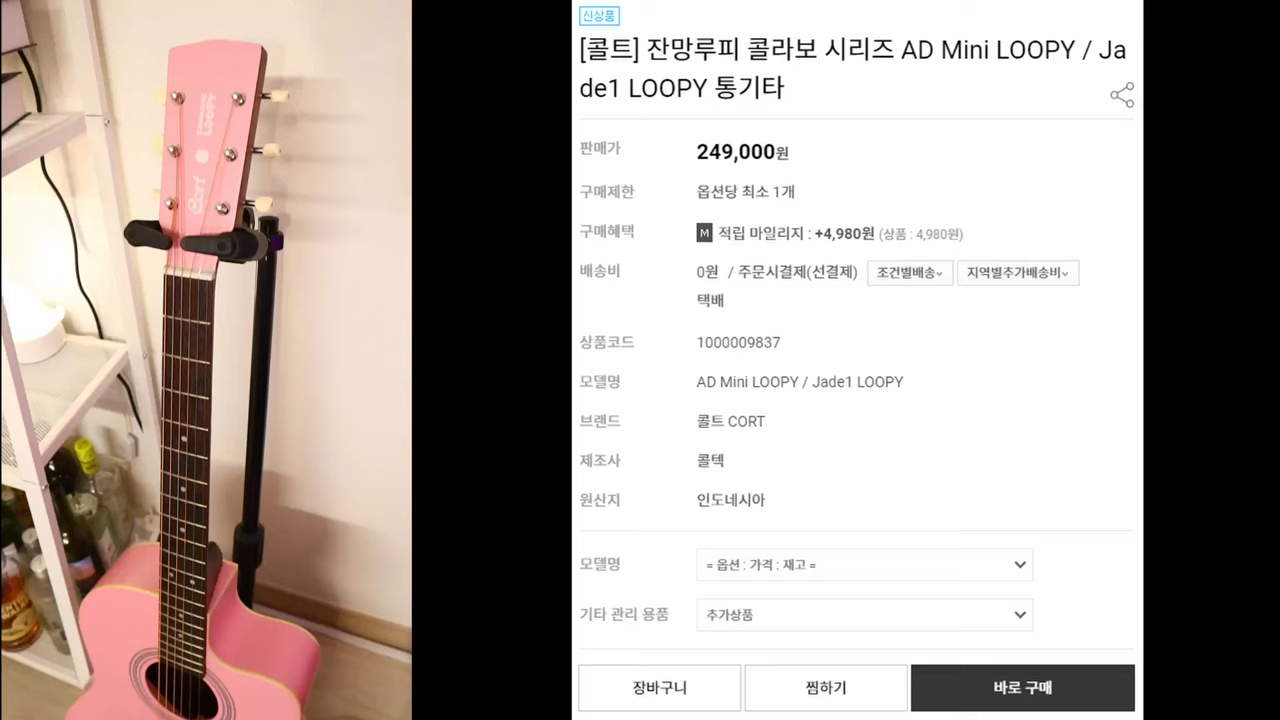 LOOPY
Cort
신상품
[콜트] 잔망루피 콜라보 시리즈 AD Mini LOOPY / Ja
de1 LOOPY 통기타
판매가 249,000원
구매제한 옵션당 최소 1개
구매혜택 M 적립 마일리지 : +4,980원 (상품 : 4,980원)
배송비 0원 / 주문시결제(선결제) 조건별배송 지역별추가배송비
택배
상품코드 1000009837
모델명 AD Mini LOOPY / Jade1 LOOPY
브랜드 콜트 CORT
제조사 콜텍
원산지 인도네시아
모델명 = 옵션 : 가격 : 재고 =
기타 관리 용품 추가상품
장바구니 찜하기 바로 구매